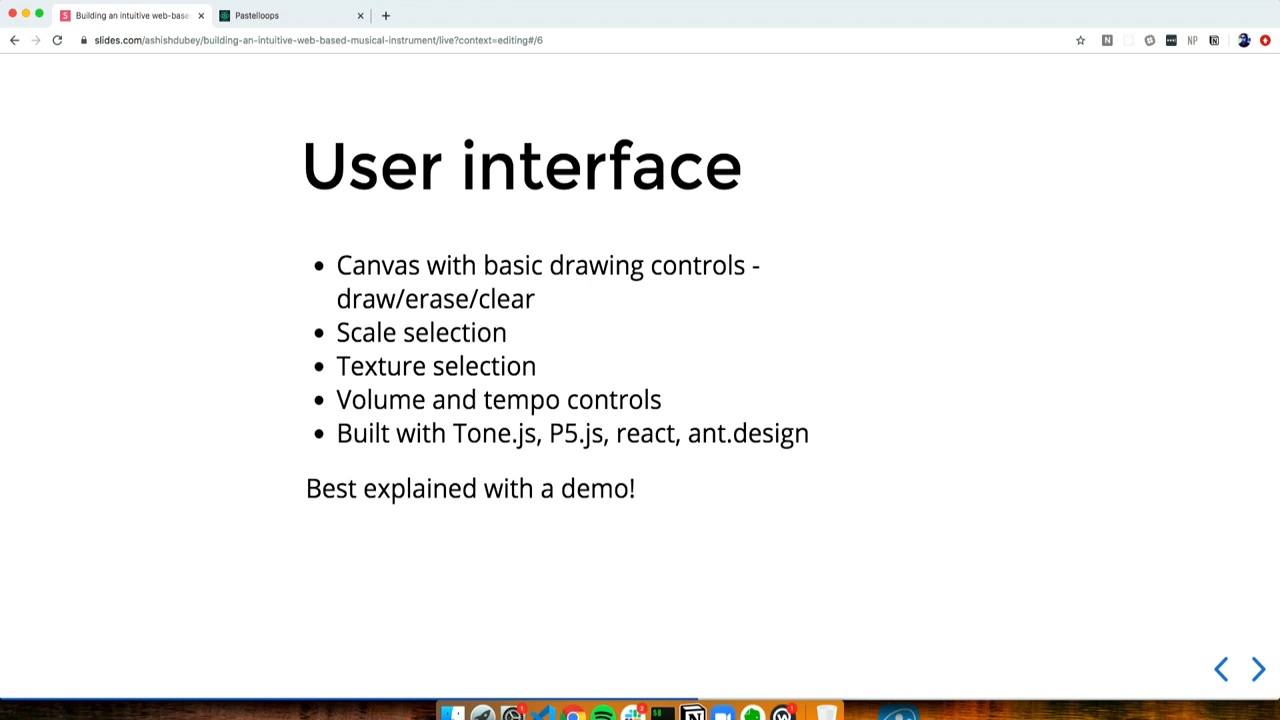 Building an intuitive web-base
Pastelloops
slides.com/ashishdubey/building-an-intuitive-web-based-musical-instrument/live?context=editing#/6
NP
User interface
• Canvas with basic drawing controls -
draw/erase/clear
• Scale selection
• Texture selection
• Volume and tempo controls
• Built with Tone.js, P5.js, react, ant.design
Best explained with a demo!